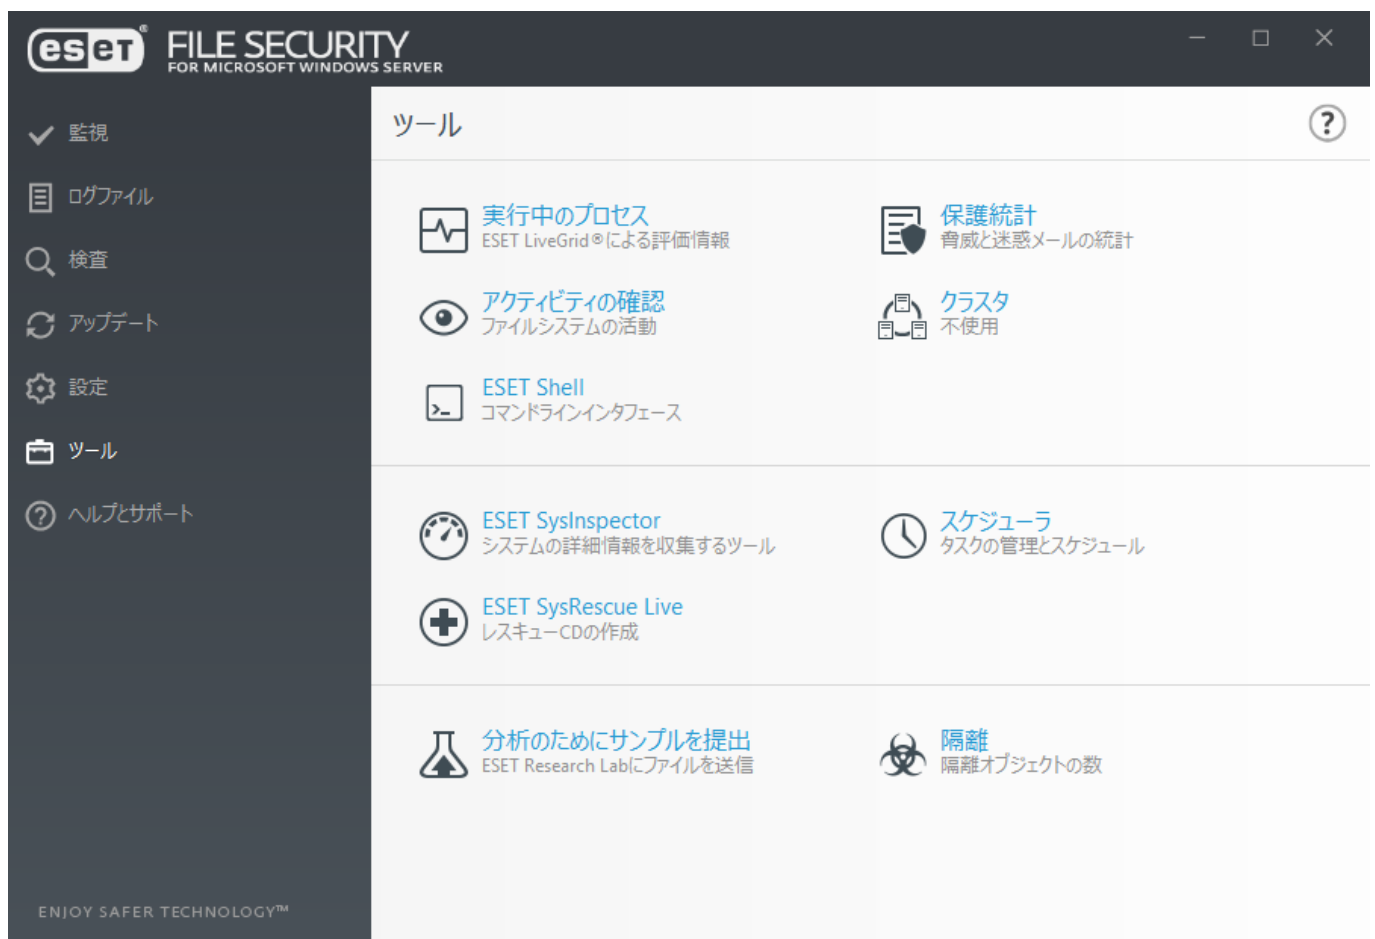 eset® FILE SECURITY
FOR MICROSOFT WINDOWS SERVER
監視
ログファイル
検査
アップデート
設定
ツール
ヘルプとサポート
ENJOY SAFER TECHNOLOGY™
ツール
?
実行中のプロセス
ESET LiveGrid®による評価情報
保護統計
脅威と迷惑メールの統計
アクティビティの確認
ファイルシステムの活動
クラスタ
不使用
ESET Shell
コマンドラインインタフェース
ESET SysInspector
システムの詳細情報を収集するツール
スケジューラ
タスクの管理とスケジュール
ESET SysRescue Live
レスキューCDの作成
分析のためにサンプルを提出
ESET Research Labにファイルを送信
隔離
隔離オブジェクトの数